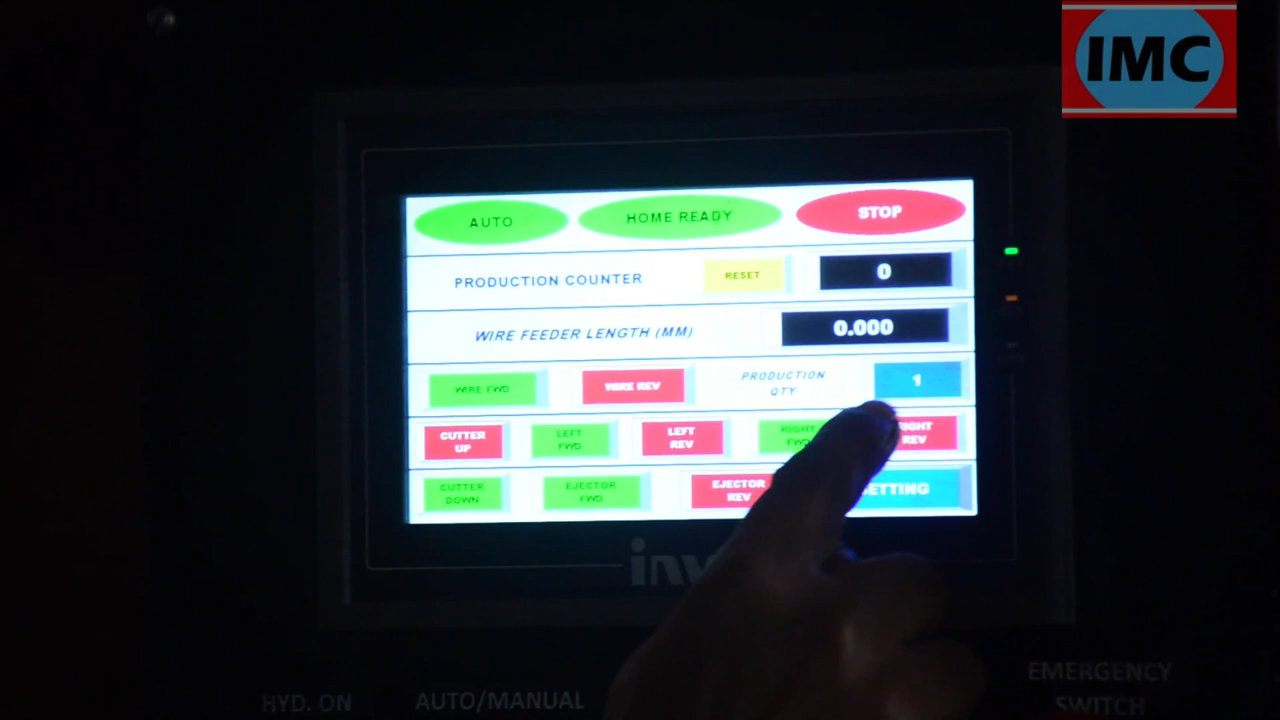 IMC
AUTO
HOME READY
STOP
PRODUCTION COUNTER
RESET
0
WIRE FEEDER LENGTH (MM)
0.000
WIRE FWD
WIRE REV
PRODUCTION
QTY
1
CUTTER
UP
LEFT
FWD
LEFT
REV
RIGHT
REV
CUTTER
DOWN
EJECTOR
FWD
EJECTOR
REV
SETTING
HYD. ON
AUTO/MANUAL
EMERGENCY
SWITCH